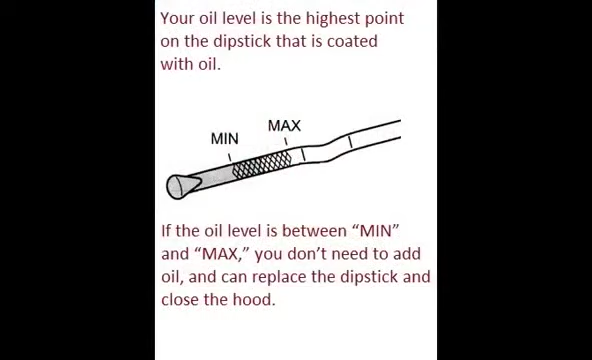 Your oil level is the highest point
on the dipstick that is coated
with oil.
MAX
MIN
If the oil level is between “MIN”
and “MAX,” you don’t need to add
oil, and can replace the dipstick and
close the hood.